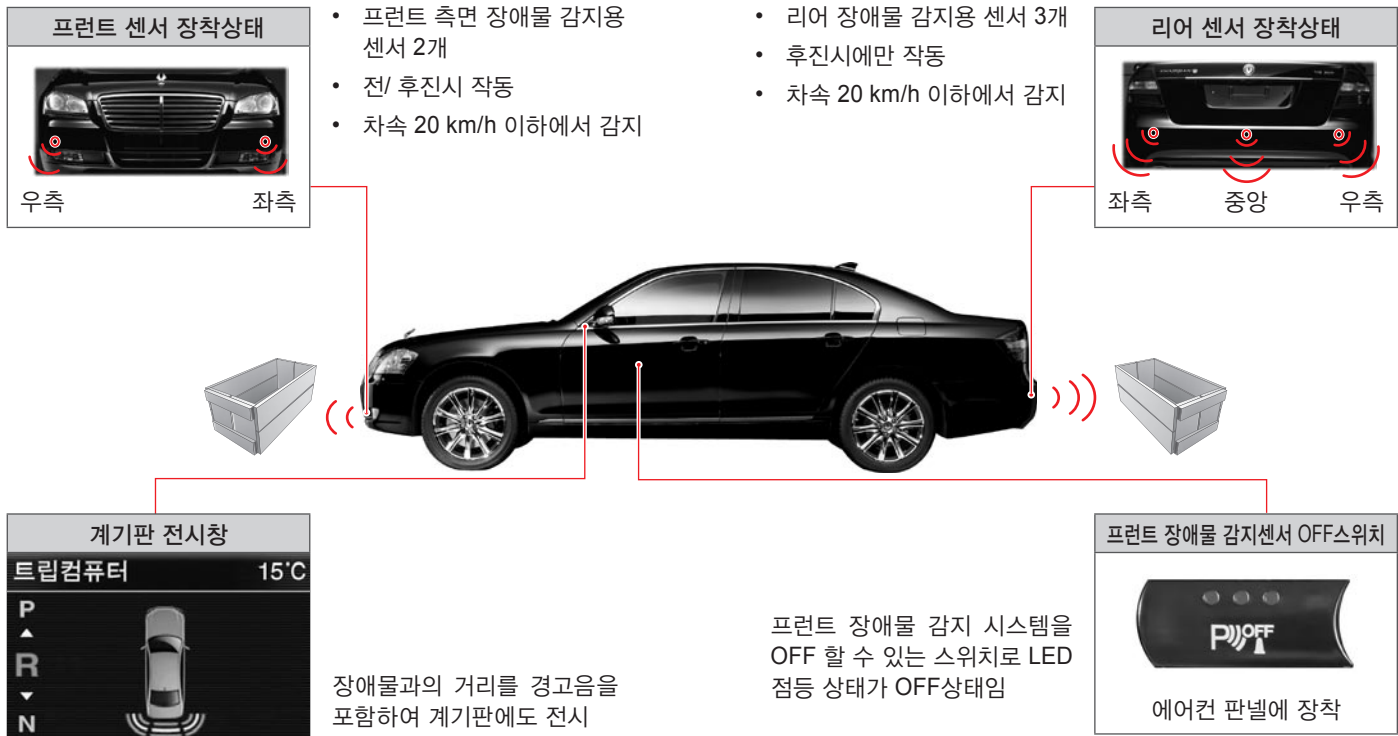 프런트 센서 장착상태
우측
좌측
• 프런트 측면 장애물 감지용
센서 2개
• 전/ 후진시 작동
• 차속 20 km/h 이하에서 감지
• 리어 장애물 감지용 센서 3개
• 후진시에만 작동
• 차속 20 km/h 이하에서 감지
리어 센서 장착상태
좌측
중앙
우측
계기판 전시창
트립컴퓨터 15°C
P
R
N
장애물과의 거리를 경고음을
포함하여 계기판에도 전시
프런트 장애물 감지 시스템을
OFF 할 수 있는 스위치로 LED
점등 상태가 OFF상태임
프런트 장애물 감지센서 OFF스위치
P OFF
에어컨 판넬에 장착